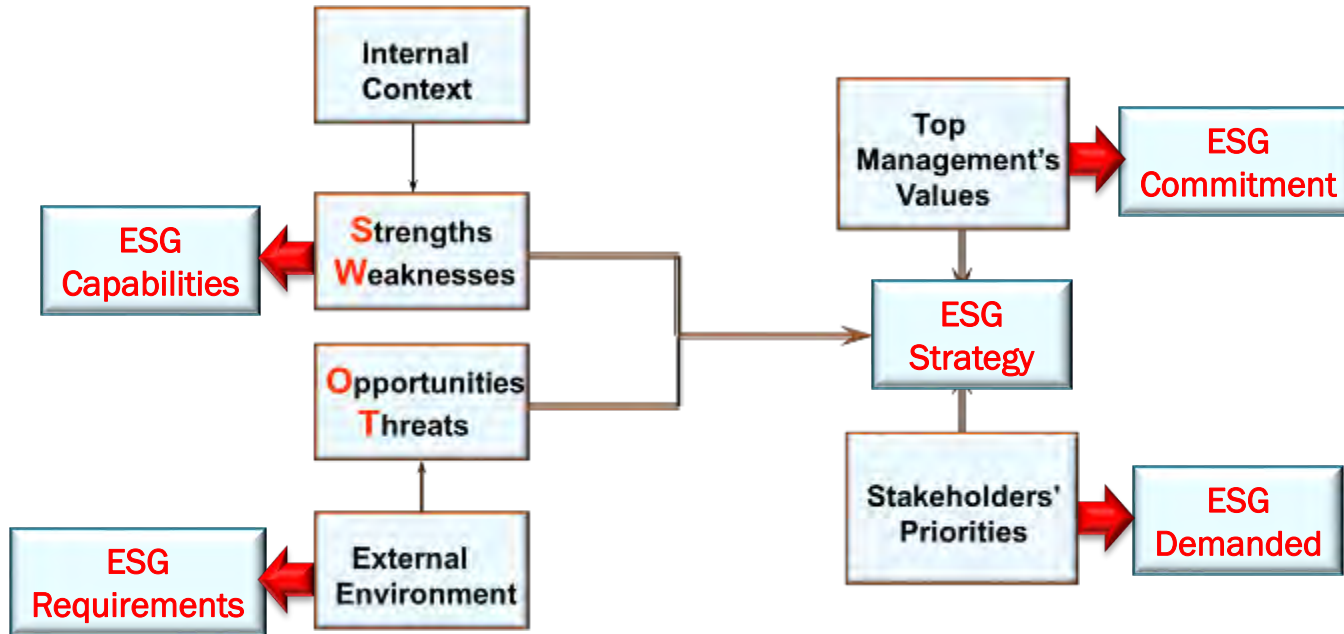 Internal
Context
Strengths
Weaknesses
ESG
Capabilities
Opportunities
Threats
External
Environment
ESG
Requirements
Top
Management's
Values
ESG
Commitment
ESG
Strategy
Stakeholders'
Priorities
ESG
Demanded